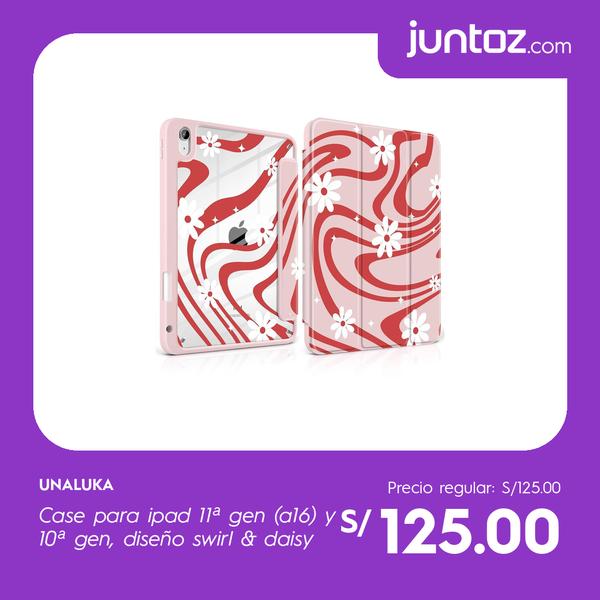 juntoz.com
UNALUKA
Case para ipad 11ª gen (a16) y
10ª gen, diseño swirl & daisy
Precio regular: S/125.00
S/125.00